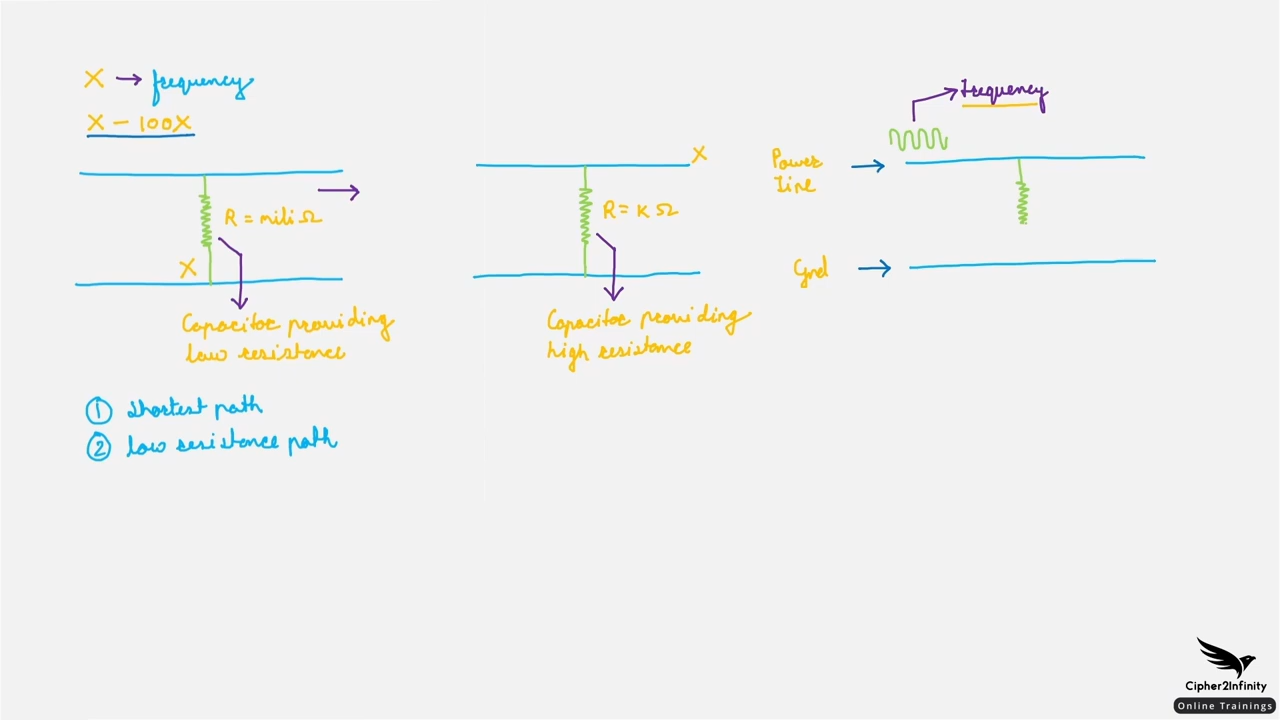 X → frequency
X - 100X
R = mili Ω
X
Capacitor providing
low resistance
① shortest path
② low resistance path
X
R = K Ω
Capacitor providing
high resistance
frequency
Power
line
Gnd
Cipher2Infinity
Online Trainings